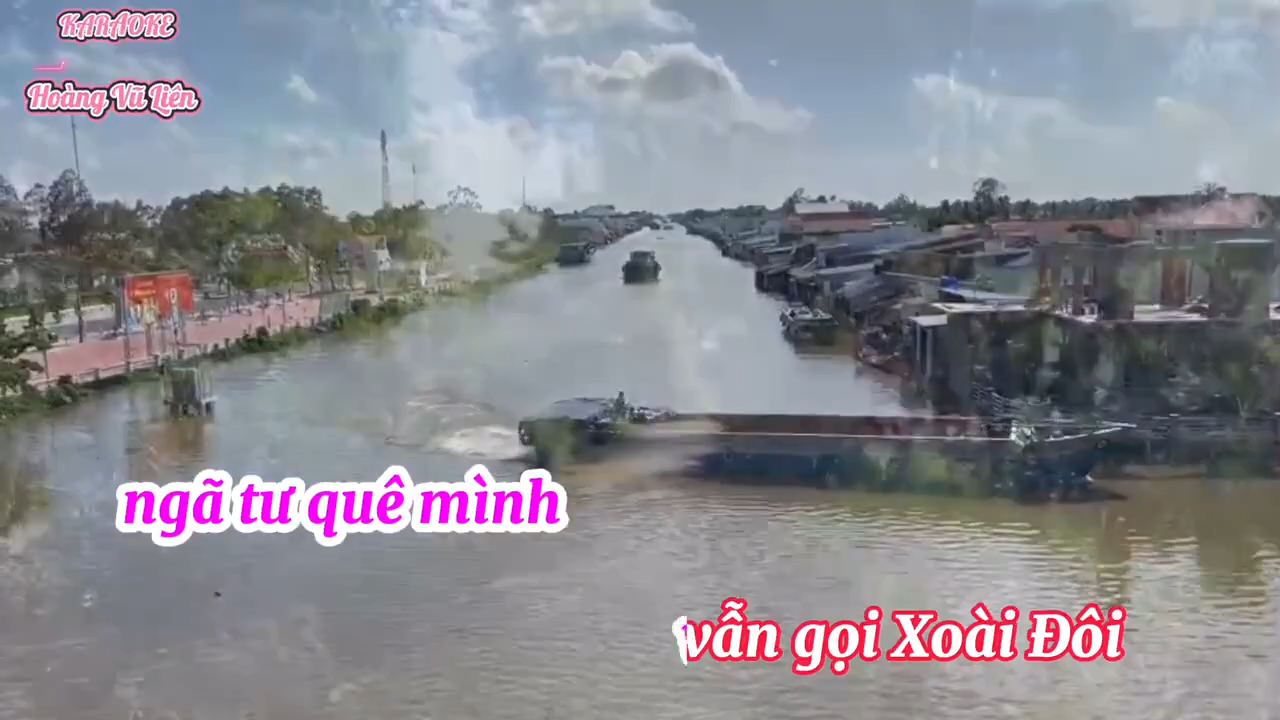 KARAOKE
Hoàng Vũ Liên
ngã tư quê mình
vẫn gọi Xoài Đôi